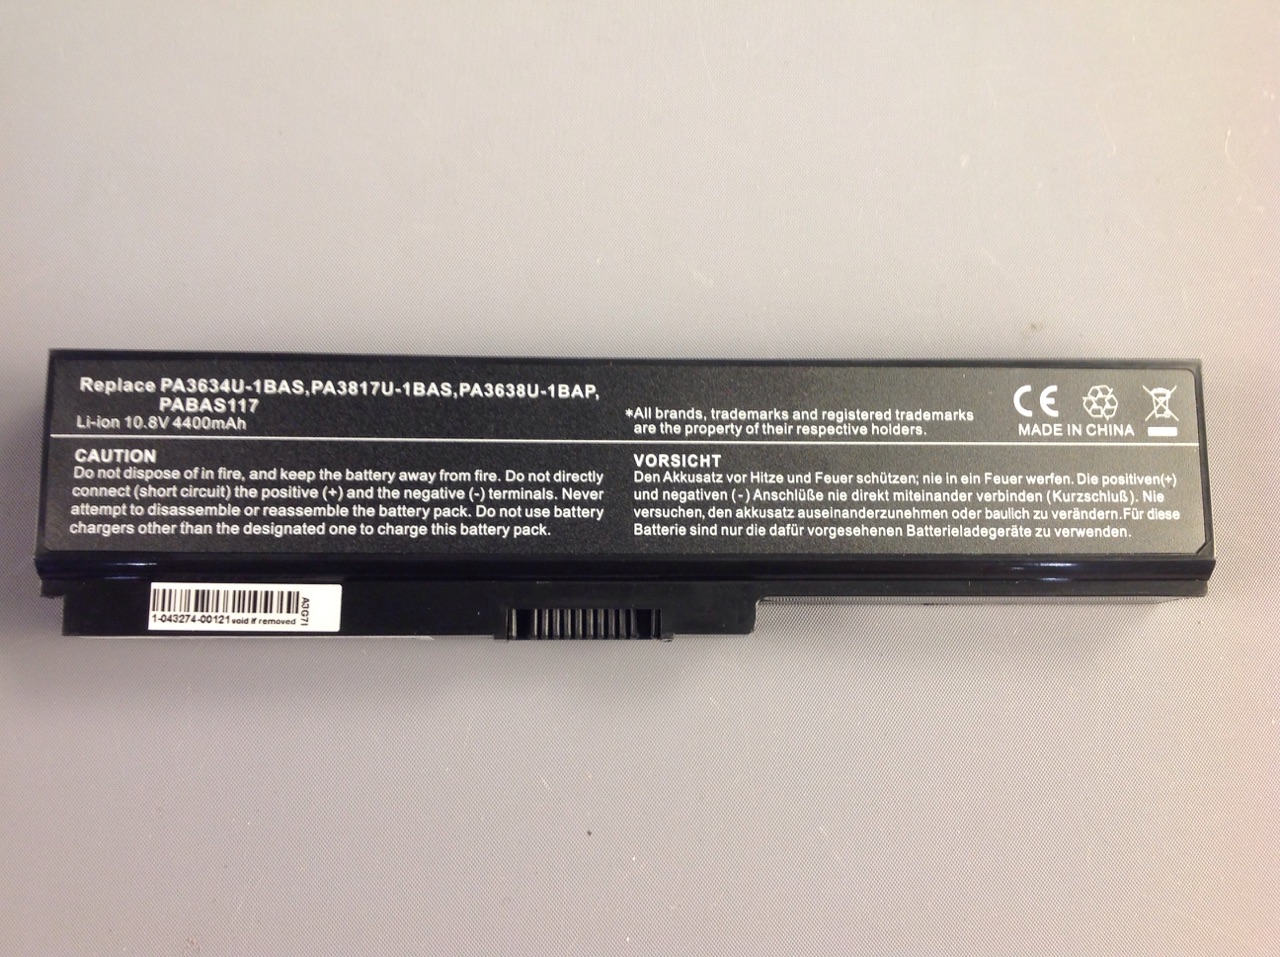 Replace PA3634U-1BAS,PA3817U-1BAS,PA3638U-1BAP,
PABAS117
Li-ion 10.8V 4400mAh
*All brands, trademarks and registered trademarks
are the property of their respective holders.
CE
MADE IN CHINA
CAUTION
Do not dispose of in fire, and keep the battery away from fire. Do not directly
connect (short circuit) the positive (+) and the negative (-) terminals. Never
attempt to disassemble or reassemble the battery pack. Do not use battery
chargers other than the designated one to charge this battery pack.
VORSICHT
Den Akkusatz vor Hitze und Feuer schützen; nie in ein Feuer werfen. Die positiven(+)
und negativen (-) Anschlüße nie direkt miteinander verbinden (Kurzschluß). Nie
versuchen, den akkusatz auseinanderzunehmen oder baulich zu verändern.Für diese
Batterie sind nur die dafür vorgesehenen Batterieladegeräte zu verwenden.
1-043274-00121 void if removed
A3G7I